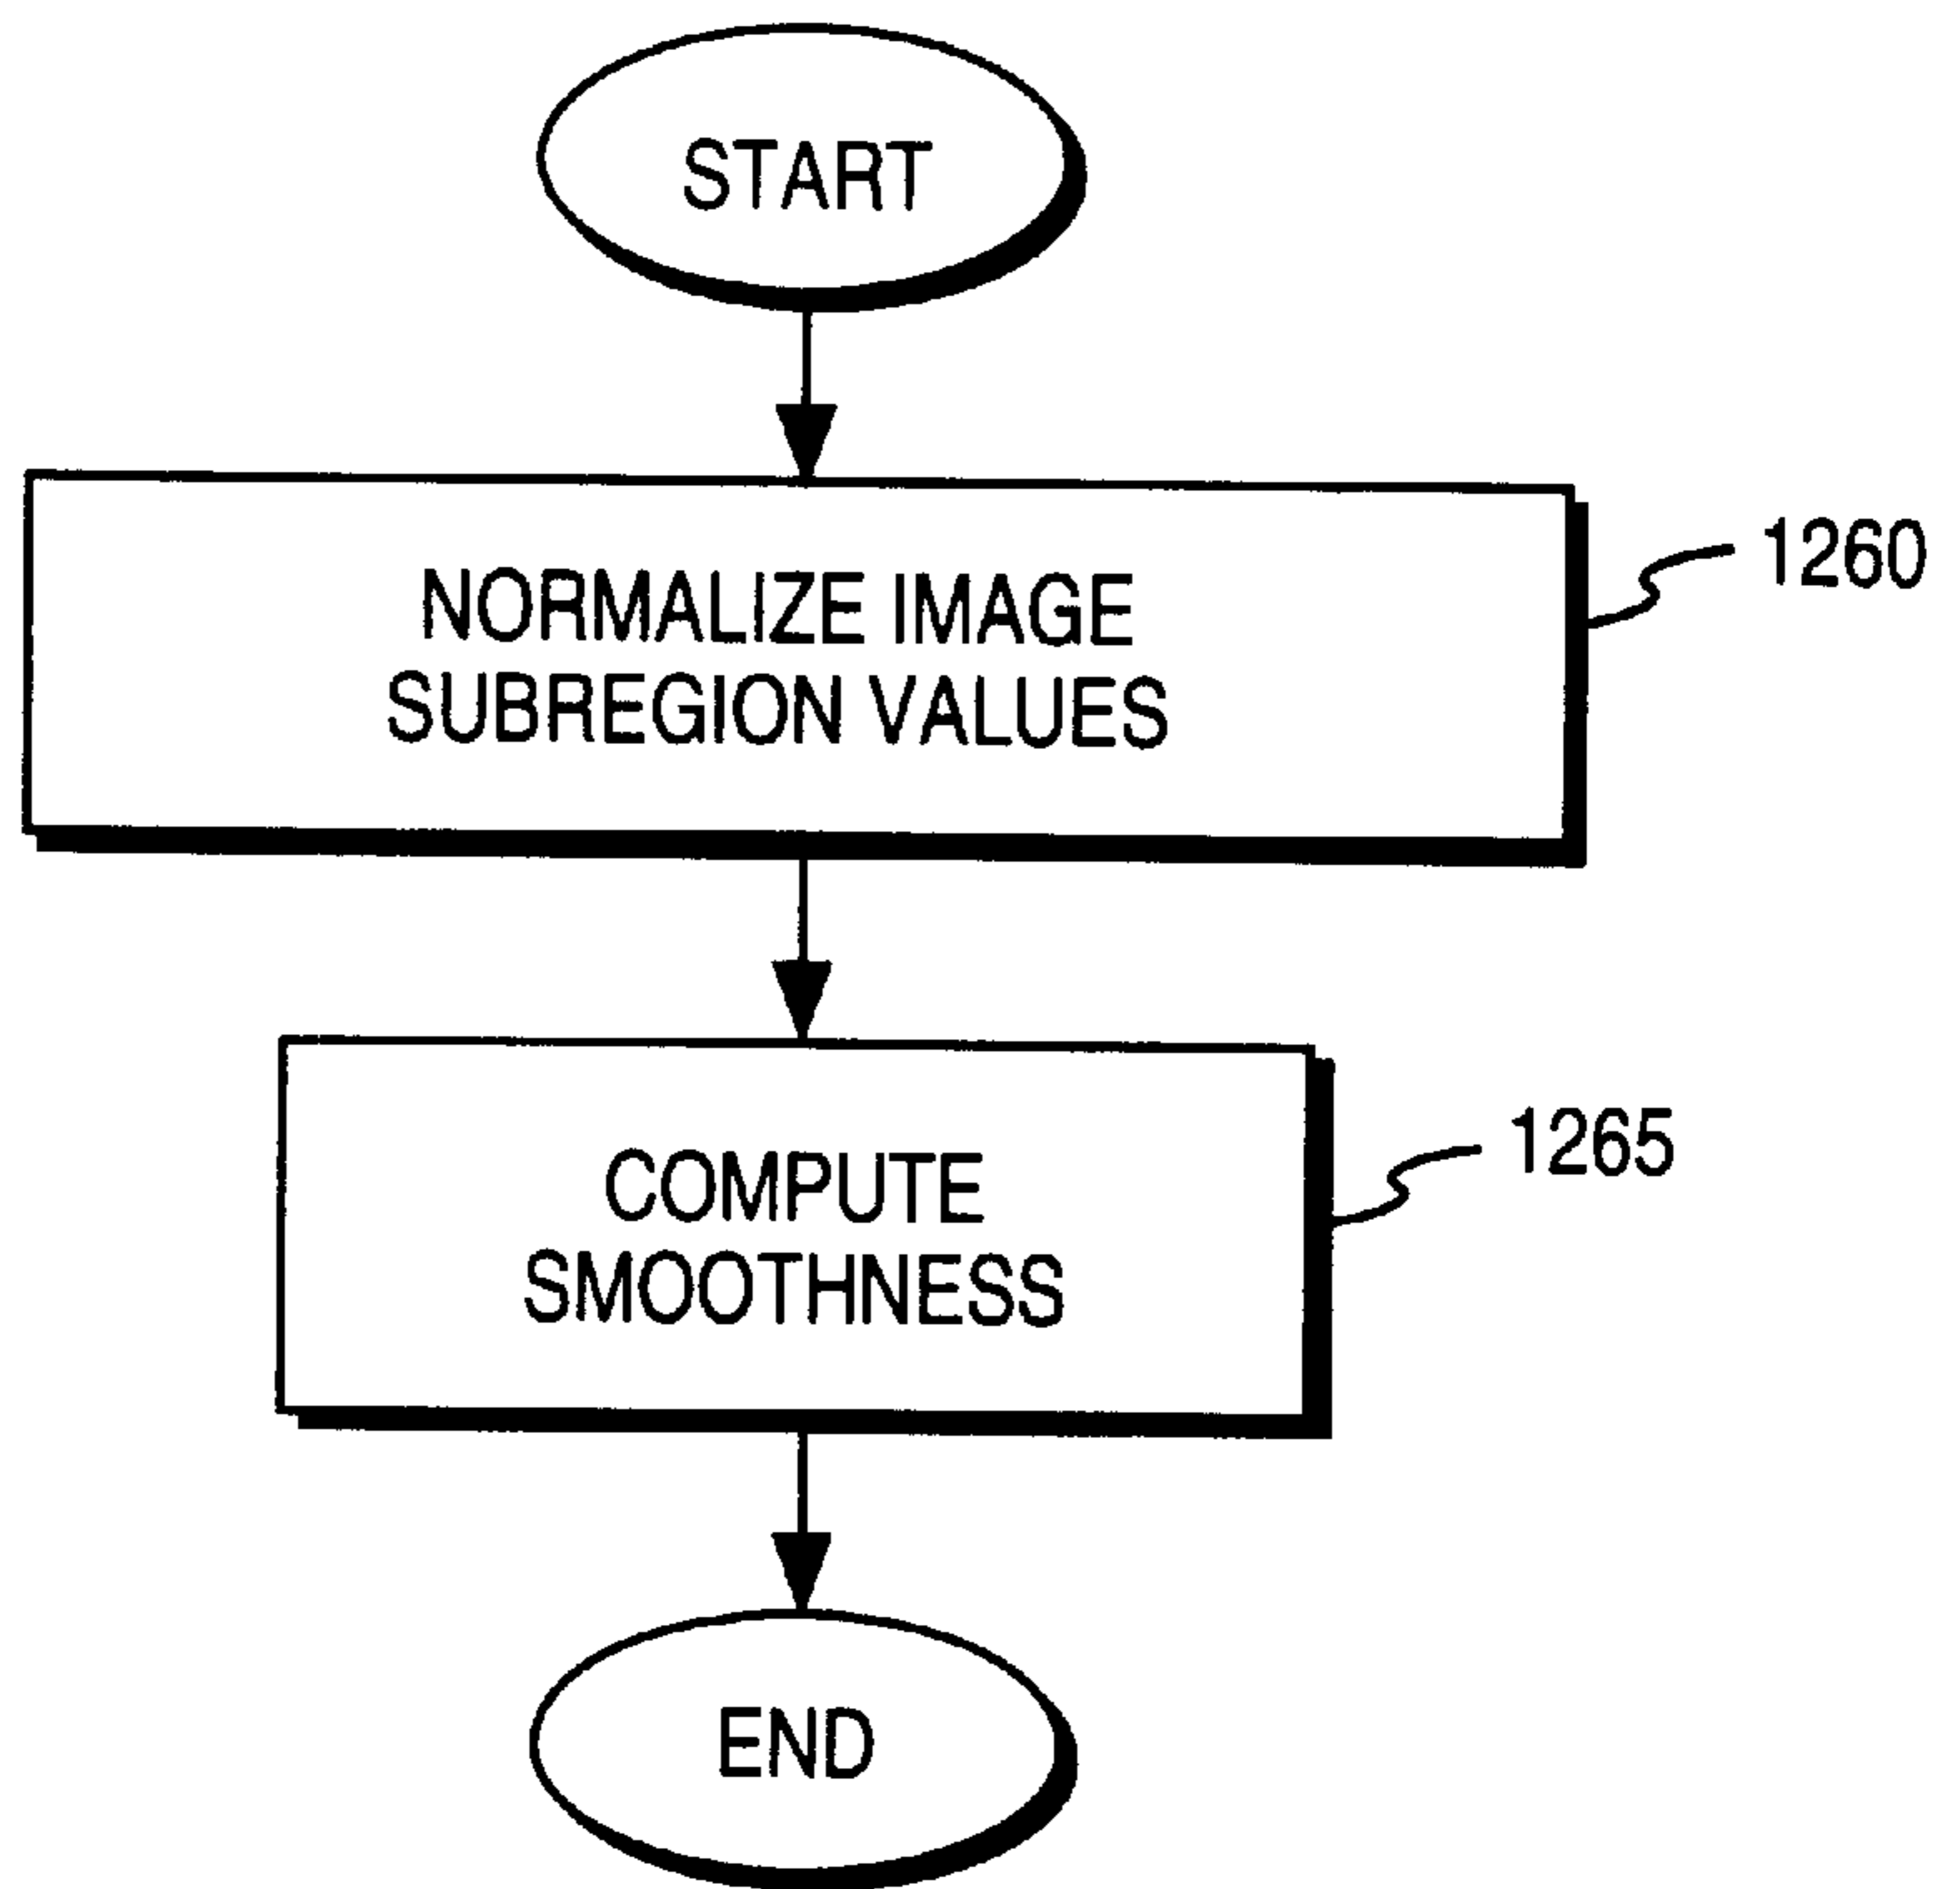 START
NORMALIZE IMAGE
SUBREGION VALUES
1260
COMPUTE
SMOOTHNESS
1265
END